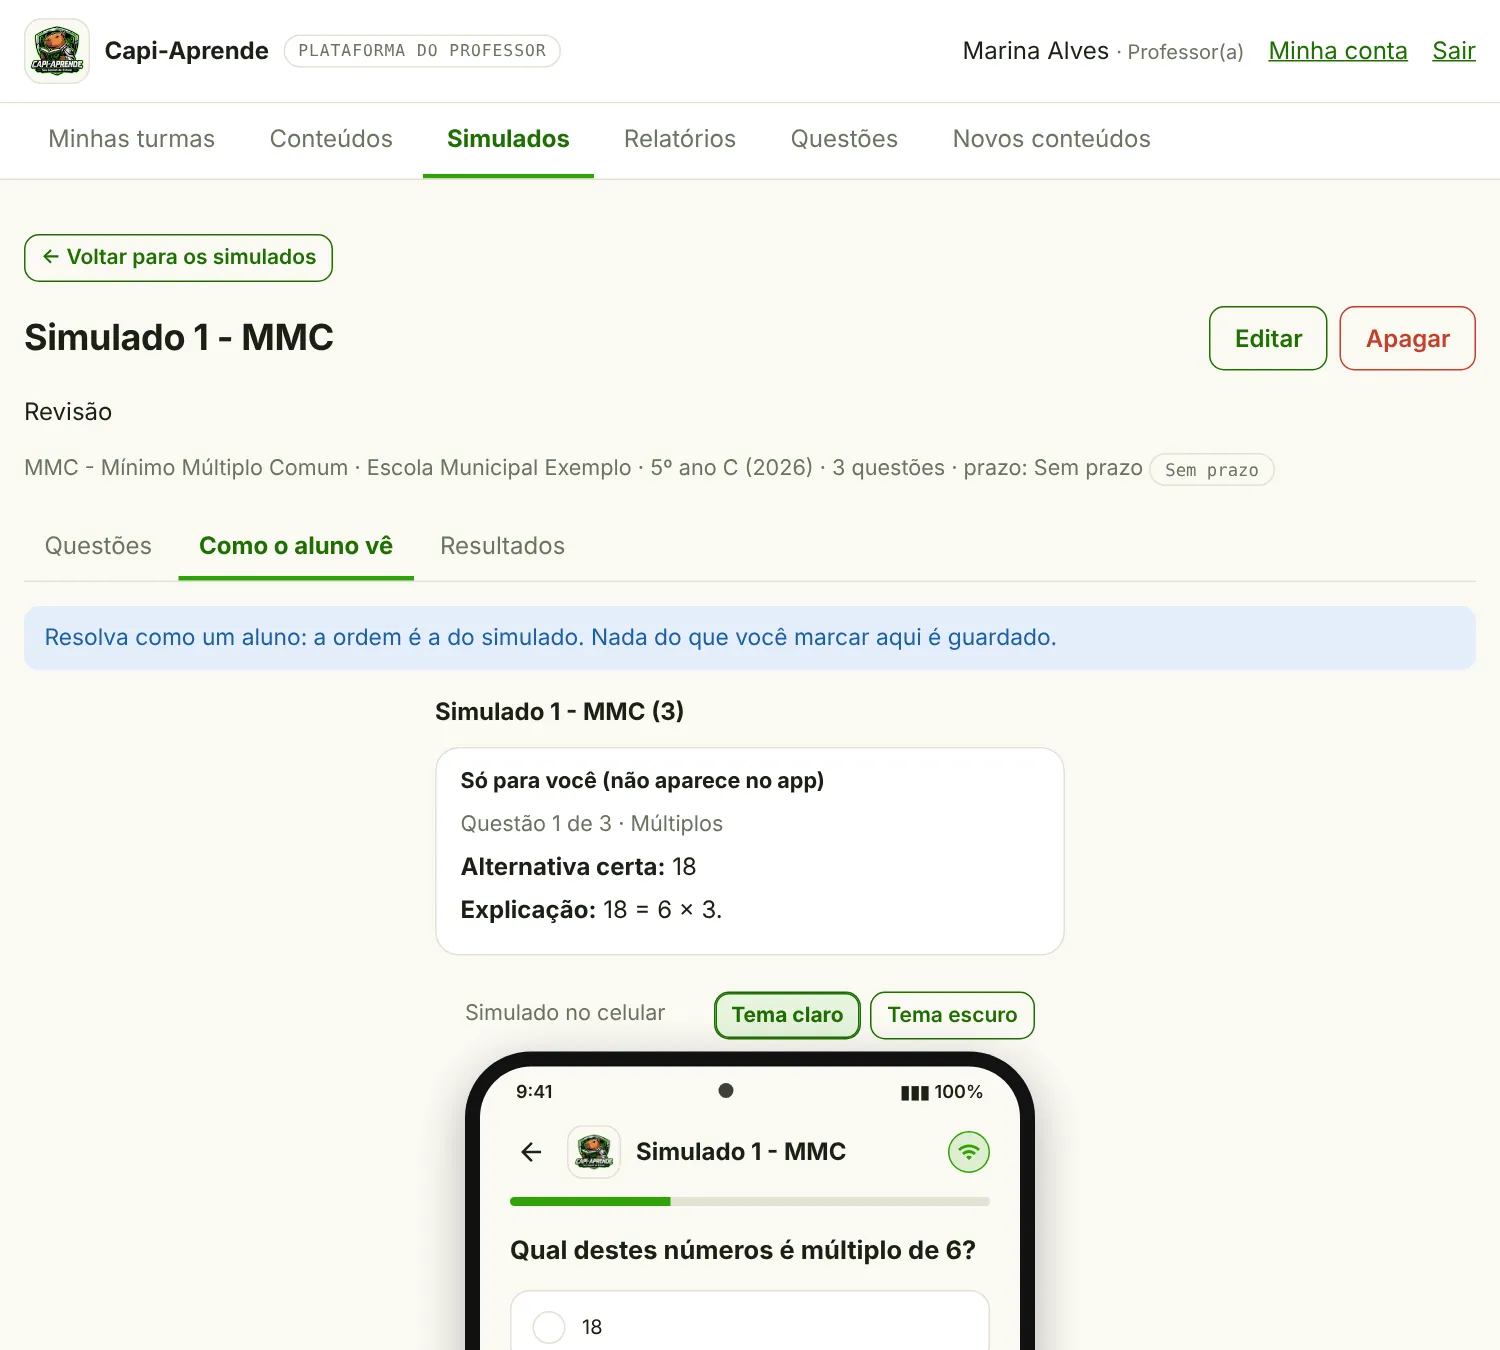 Capi-Aprende PLATAFORMA DO PROFESSOR Marina Alves · Professor(a) Minha conta Sair
Minhas turmas Conteúdos Simulados Relatórios Questões Novos conteúdos
← Voltar para os simulados
Simulado 1 - MMC Editar Apagar
Revisão
MMC - Mínimo Múltiplo Comum · Escola Municipal Exemplo · 5º ano C (2026) · 3 questões · prazo: Sem prazo Sem prazo
Questões Como o aluno vê Resultados
Resolva como um aluno: a ordem é a do simulado. Nada do que você marcar aqui é guardado.
Simulado 1 - MMC (3)
Só para você (não aparece no app)
Questão 1 de 3 · Múltiplos
Alternativa certa: 18
Explicação: 18 = 6 × 3.
Simulado no celular Tema claro Tema escuro
9:41 100%
CAPI-APRENDE
Simulado 1 - MMC
Qual destes números é múltiplo de 6?
18